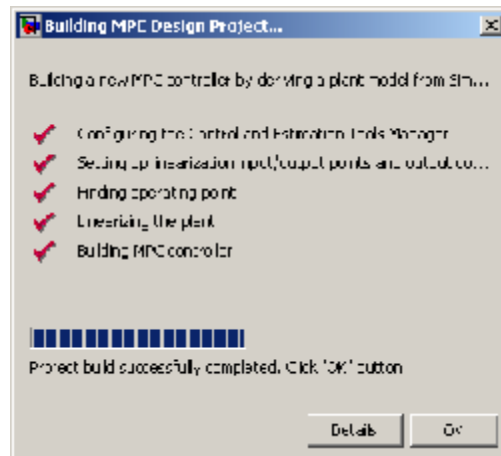 Building MPC Design Project...
Building a new MPC controller by deriving a plant model from Sim...
Configuring the Control and Estimation Tools Manager
Setting up linearization input/output points and output co...
Finding operating point
Linearizing the plant
Building MPC controller
Project build successfully completed. Click 'OK' button
Details
OK